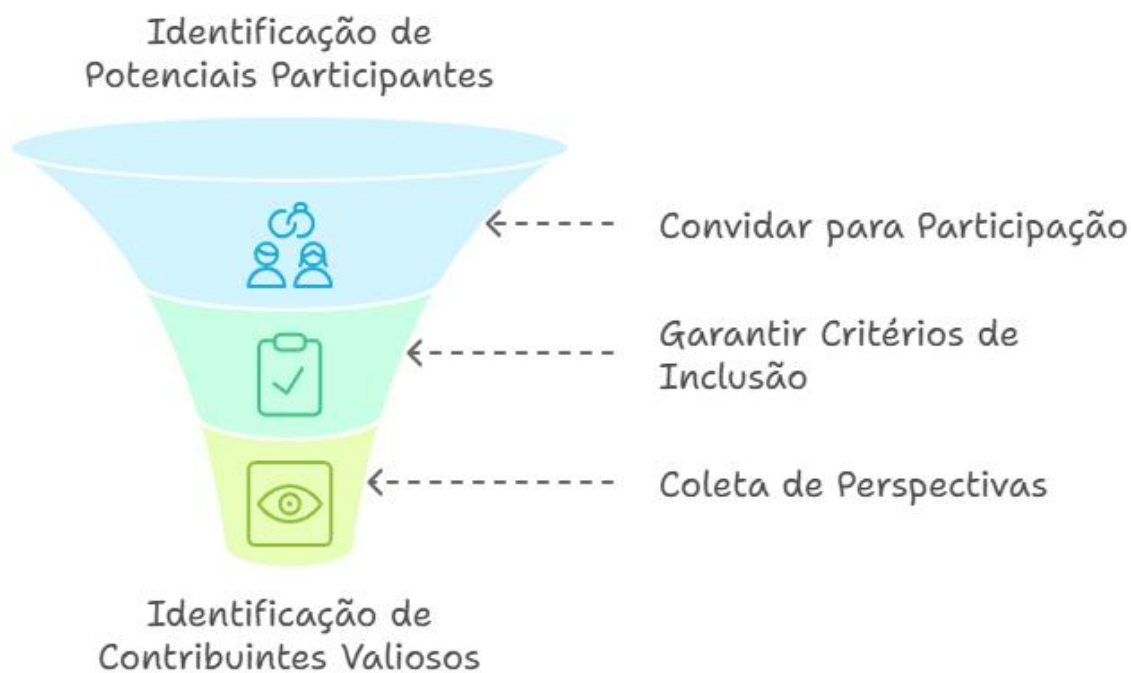 Identificação de
Potenciais Participantes
Convidar para Participação
Garantir Critérios de
Inclusão
Coleta de Perspectivas
Identificação de
Contribuintes Valiosos